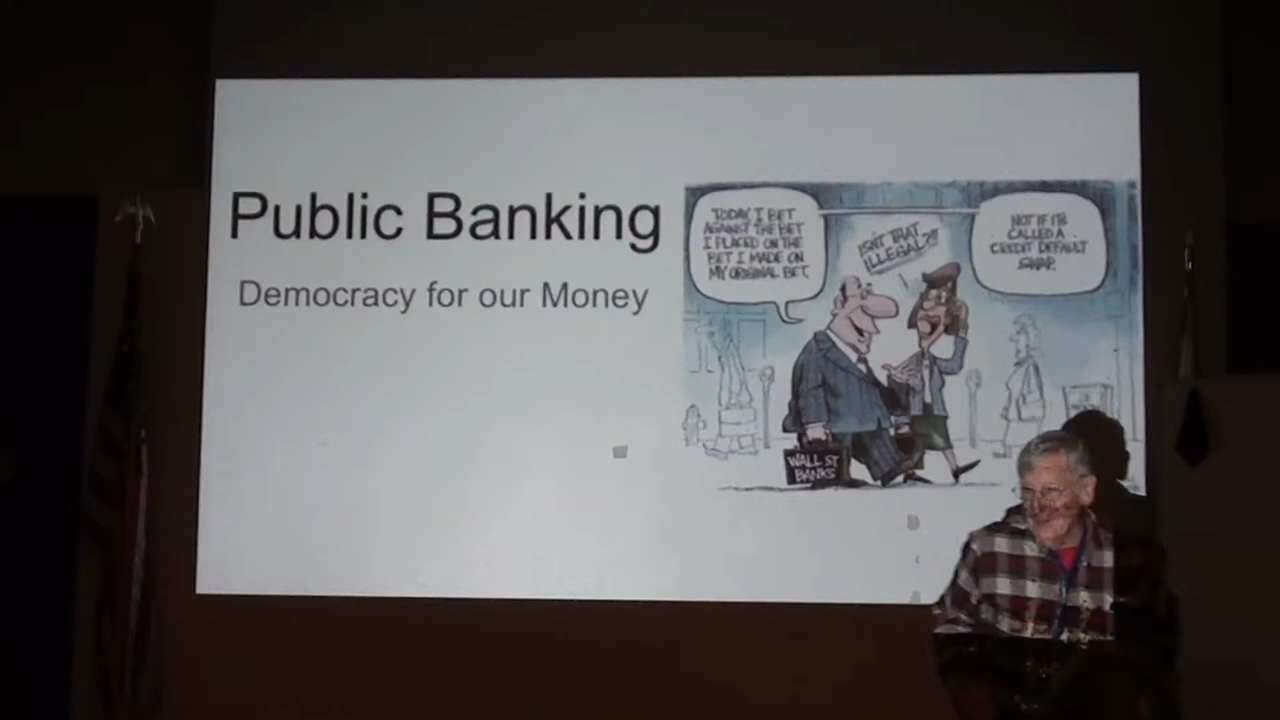 Public Banking
Democracy for our Money
TODAY I BET
AGAINST THE BET
I PLACED ON THE
BET I MADE ON
MY ORIGINAL BET.
ISN'T THAT
ILLEGAL?!!
NOT IF IT'S
CALLED A
CREDIT DEFAULT
SWAP.
WALL ST
BANKS